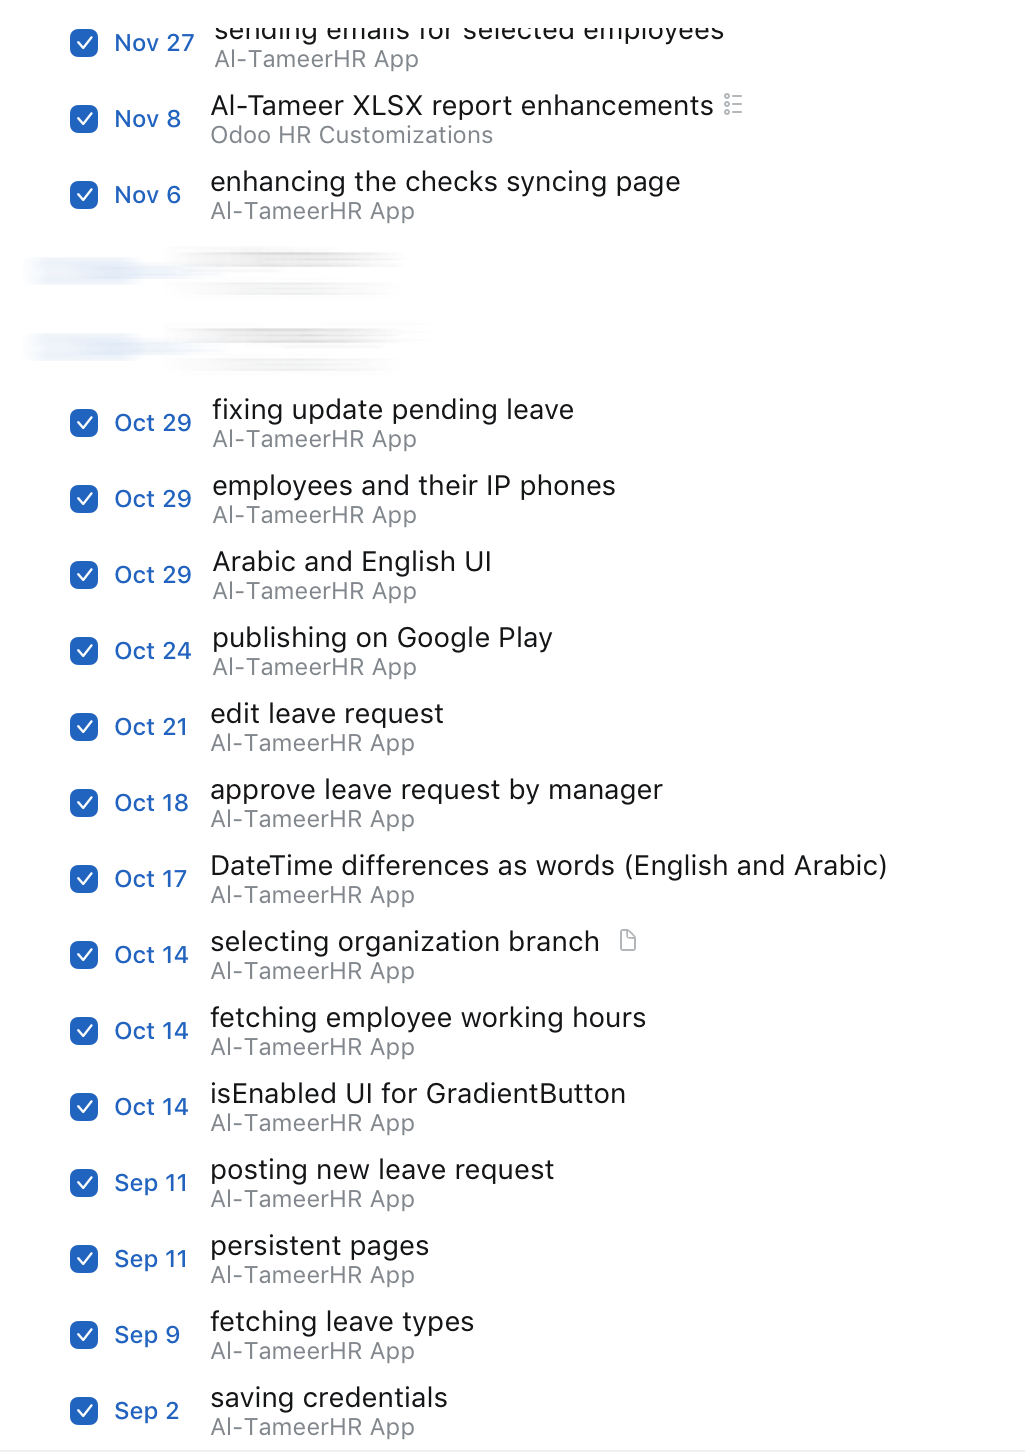 Nov 27
sending emails for selected employees
Al-TameerHR App
Nov 8
Al-Tameer XLSX report enhancements
Odoo HR Customizations
Nov 6
enhancing the checks syncing page
Al-TameerHR App
Oct 29
fixing update pending leave
Al-TameerHR App
Oct 29
employees and their IP phones
Al-TameerHR App
Oct 29
Arabic and English UI
Al-TameerHR App
Oct 24
publishing on Google Play
Al-TameerHR App
Oct 21
edit leave request
Al-TameerHR App
Oct 18
approve leave request by manager
Al-TameerHR App
Oct 17
DateTime differences as words (English and Arabic)
Al-TameerHR App
Oct 14
selecting organization branch
Al-TameerHR App
Oct 14
fetching employee working hours
Al-TameerHR App
Oct 14
isEnabled UI for GradientButton
Al-TameerHR App
Sep 11
posting new leave request
Al-TameerHR App
Sep 11
persistent pages
Al-TameerHR App
Sep 9
fetching leave types
Al-TameerHR App
Sep 2
saving credentials
Al-TameerHR App